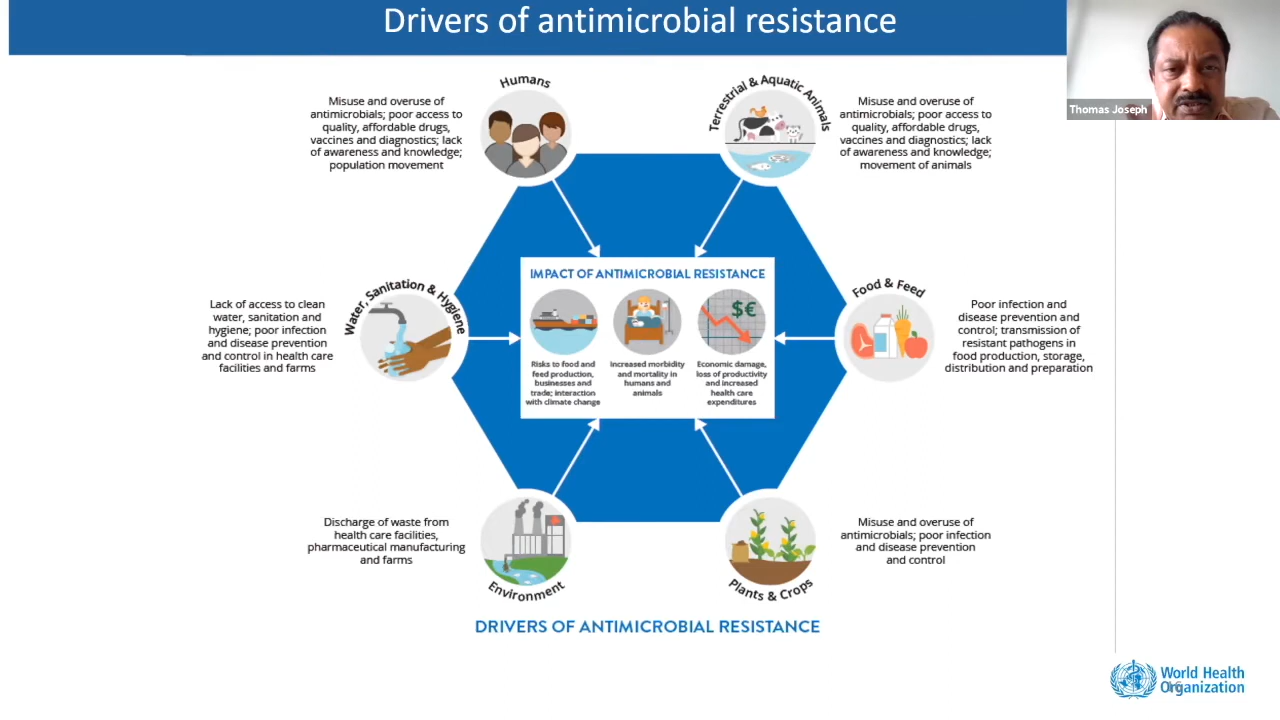 Drivers of antimicrobial resistance
Thomas Joseph
Humans
Misuse and overuse of
antimicrobials; poor access to
quality, affordable drugs,
vaccines and diagnostics; lack
of awareness and knowledge;
population movement
Terrestrial & Aquatic Animals
Misuse and overuse of
antimicrobials; poor access to
quality, affordable drugs,
vaccines and diagnostics; lack
of awareness and knowledge;
movement of animals
Water, Sanitation & Hygiene
Lack of access to clean
water, sanitation and
hygiene; poor infection
and disease prevention
and control in health care
facilities and farms
IMPACT OF ANTIMICROBIAL RESISTANCE
$€
Risks to food and
feed production,
businesses and
trade; interaction
with climate change
Increased morbidity
and mortality in
humans and
animals
Economic damage,
loss of productivity
and increased
health care
expenditures
Food & Feed
Poor infection and
disease prevention and
control; transmission of
resistant pathogens in
food production, storage,
distribution and preparation
Discharge of waste from
health care facilities,
pharmaceutical manufacturing
and farms
Environment
Misuse and overuse of
antimicrobials; poor infection
and disease prevention
and control
Plants & Crops
DRIVERS OF ANTIMICROBIAL RESISTANCE
World Health
Organization